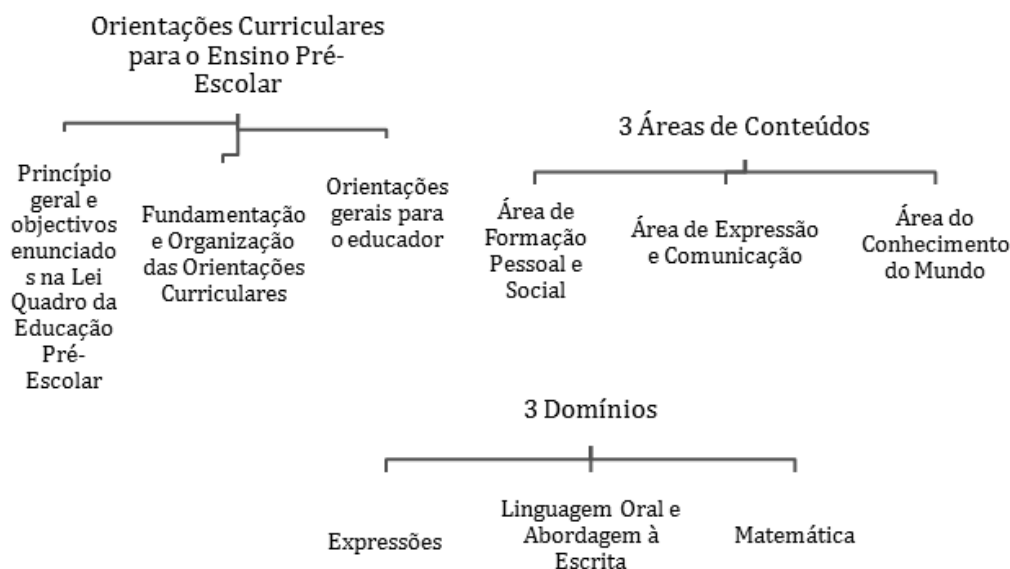 Orientações Curriculares
para o Ensino Pré-
Escolar
Princípio
geral e
objectivos
enunciado
s na Lei
Quadro da
Educação
Pré-
Escolar
Fundamentação
e Organização
das Orientações
Curriculares
Orientações
gerais para
o educador
3 Áreas de Conteúdos
Área de
Formação
Pessoal e
Social
Área de Expressão
e Comunicação
Área do
Conhecimento
do Mundo
3 Domínios
Expressões
Linguagem Oral e
Abordagem à
Escrita
Matemática